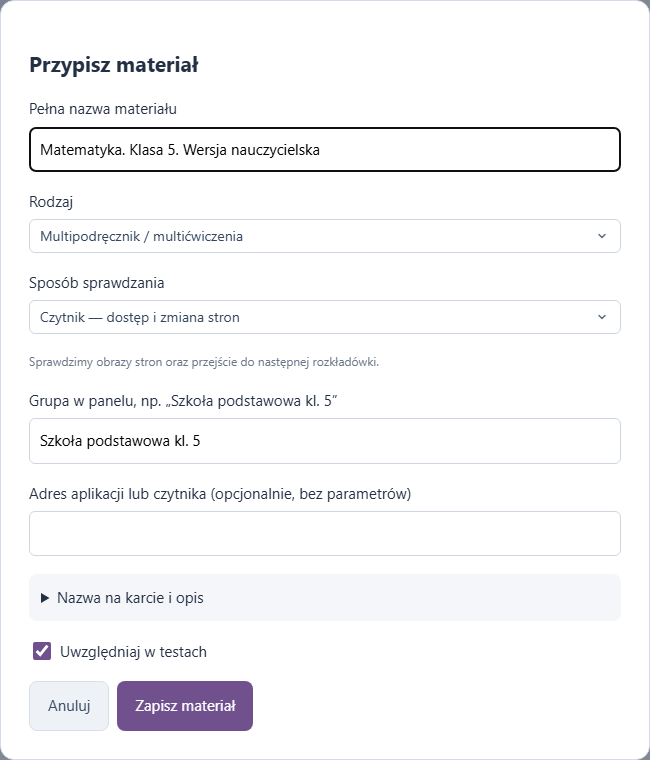 Przypisz materiał
Pełna nazwa materiału
Matematyka. Klasa 5. Wersja nauczycielska
Rodzaj
Multipodręcznik / multićwiczenia
Sposób sprawdzania
Czytnik — dostęp i zmiana stron
Sprawdzimy obrazy stron oraz przejście do następnej rozkładówki.
Grupa w panelu, np. „Szkoła podstawowa kl. 5”
Szkoła podstawowa kl. 5
Adres aplikacji lub czytnika (opcjonalnie, bez parametrów)
Nazwa na karcie i opis
Uwzględniaj w testach
Anuluj
Zapisz materiał